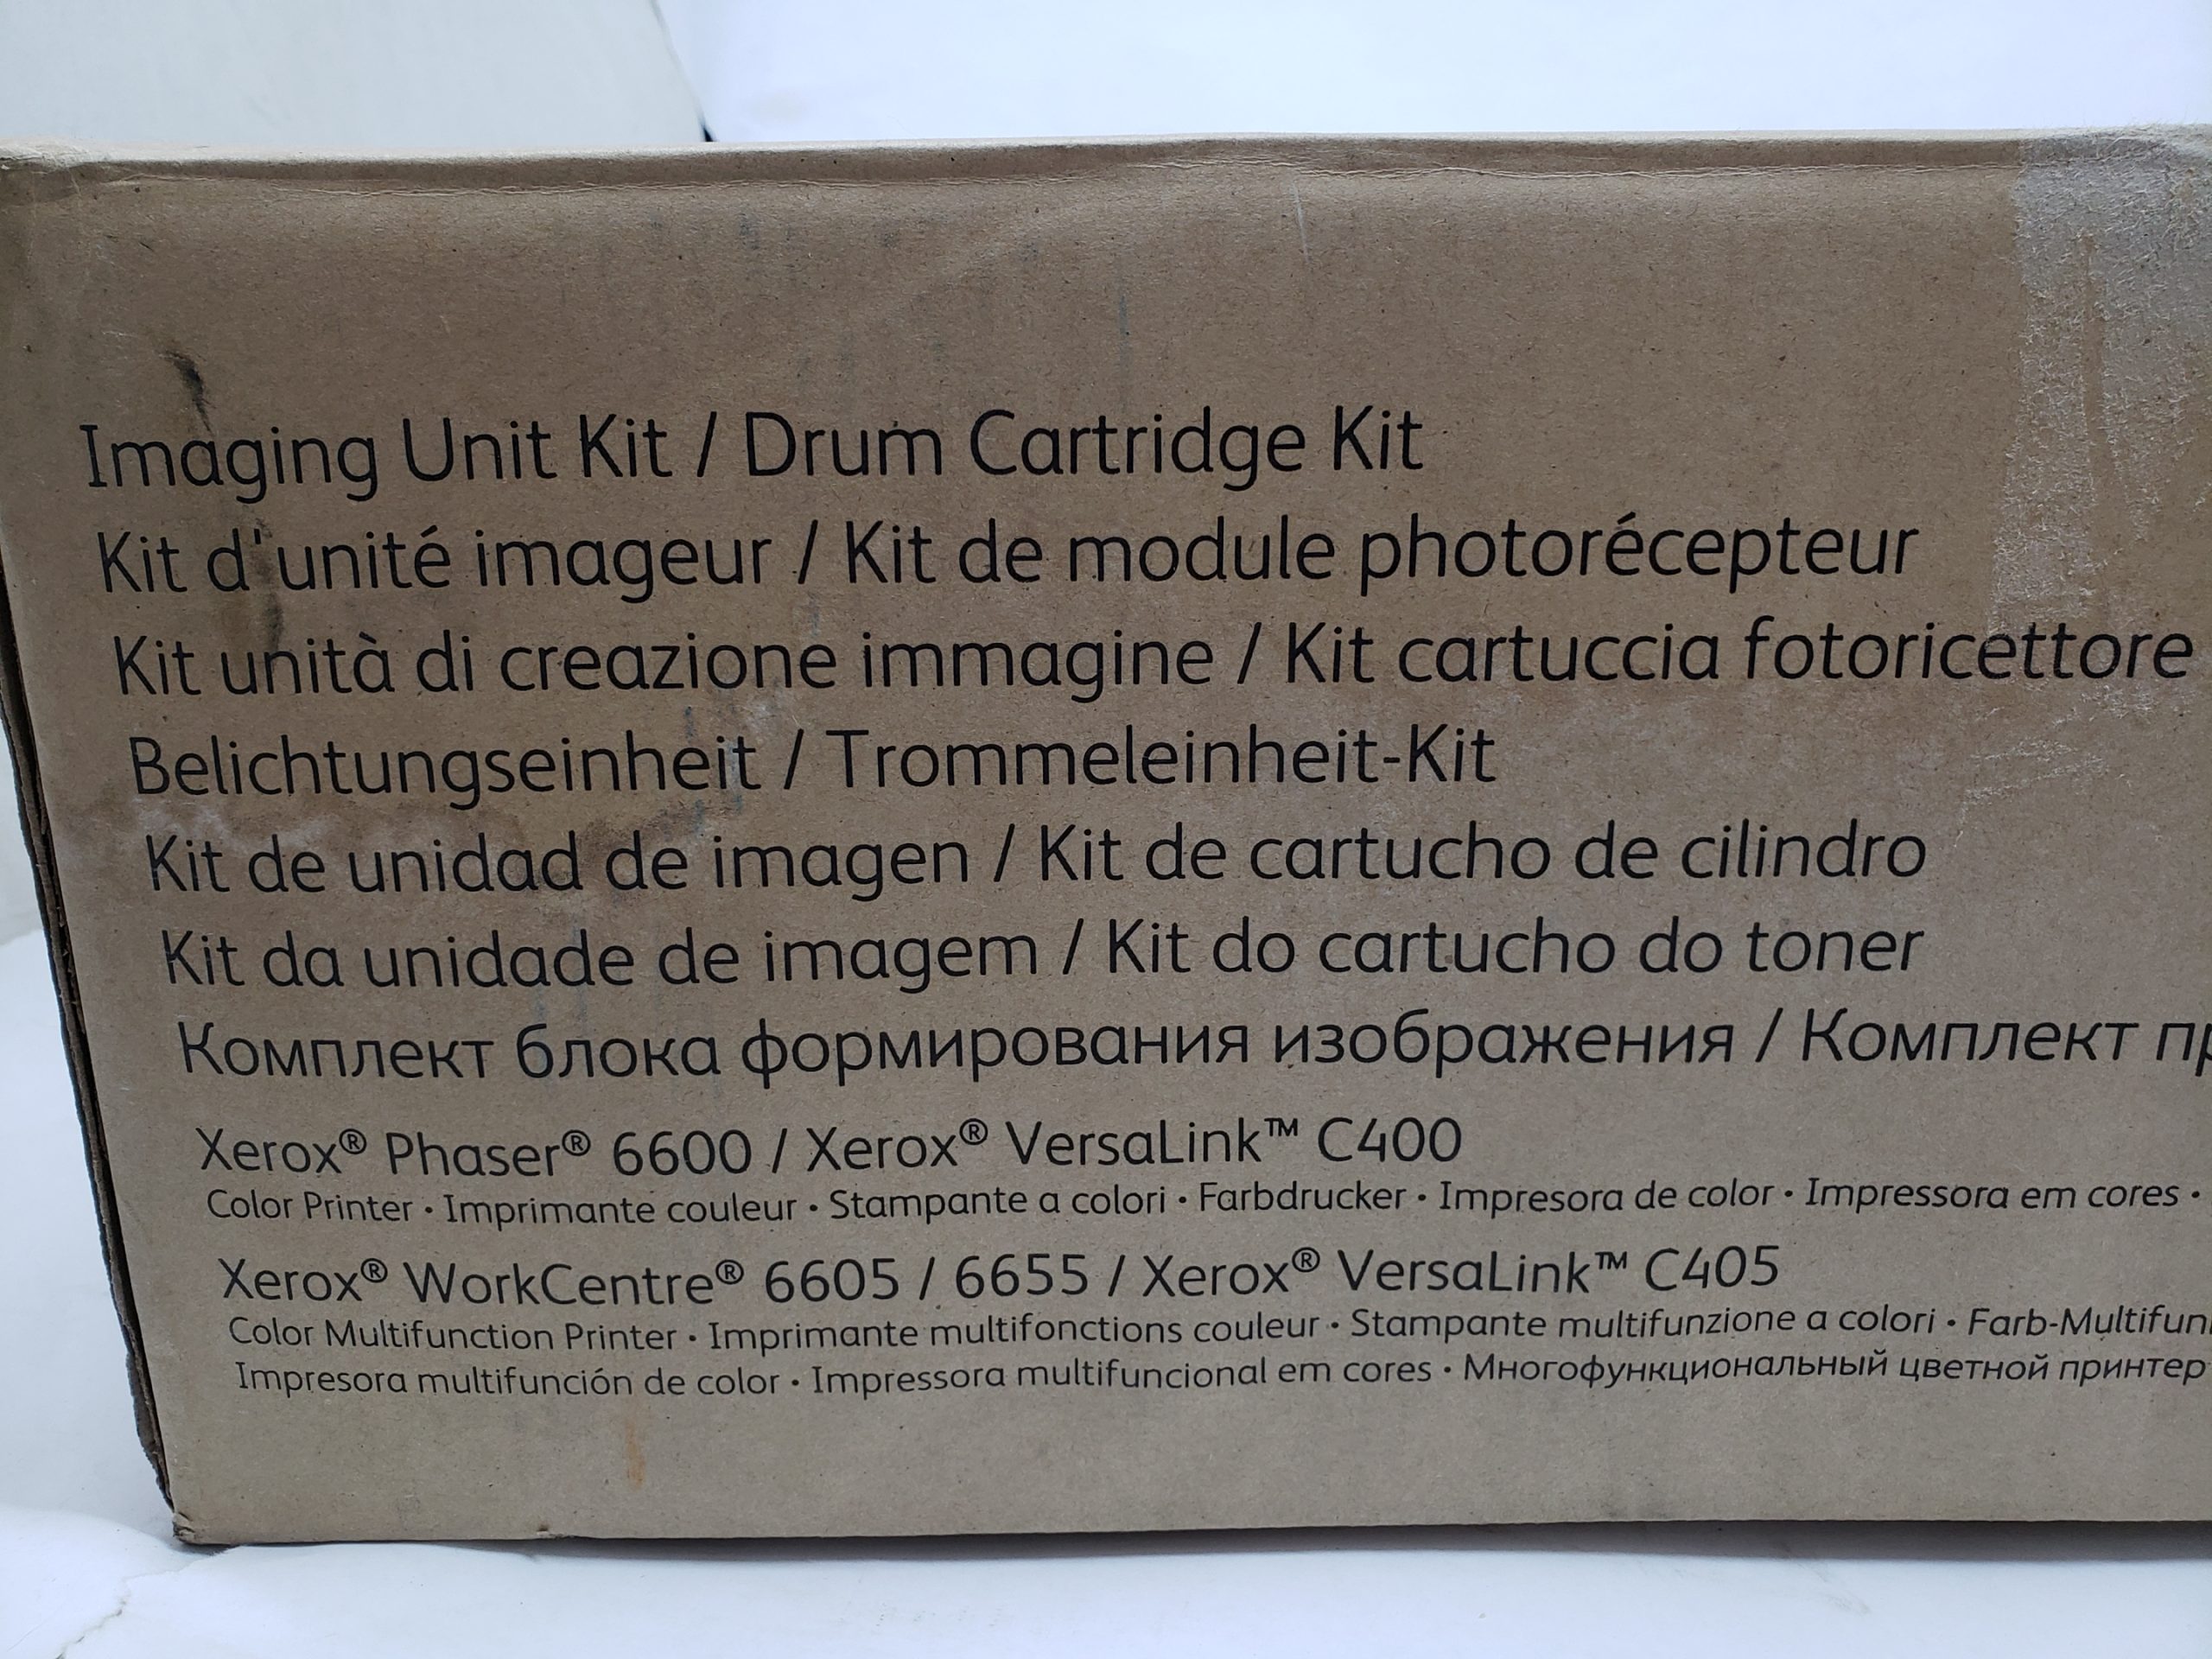 Imaging Unit Kit / Drum Cartridge Kit
Kit d'unité imageur / Kit de module photorécepteur
Kit unità di creazione immagine / Kit cartuccia fotoricettore
Belichtungseinheit / Trommeleinheit-Kit
Kit de unidad de imagen / Kit de cartucho de cilindro
Kit da unidade de imagem / Kit do cartucho do toner
Комплект блока формирования изображения / Комплект
Xerox® Phaser® 6600 / Xerox® VersaLink™ C400
Color Printer • Imprimante couleur • Stampante a colori • Farbdrucker • Impresora de color • Impressora em cores •
Xerox® WorkCentre® 6605 / 6655 / Xerox® VersaLink™ C405
Color Multifunction Printer • Imprimante multifonctions couleur • Stampante multifunzione a colori •
Impresora multifunción de color • Impressora multifuncional em cores • Многофункциональный цветной принтер